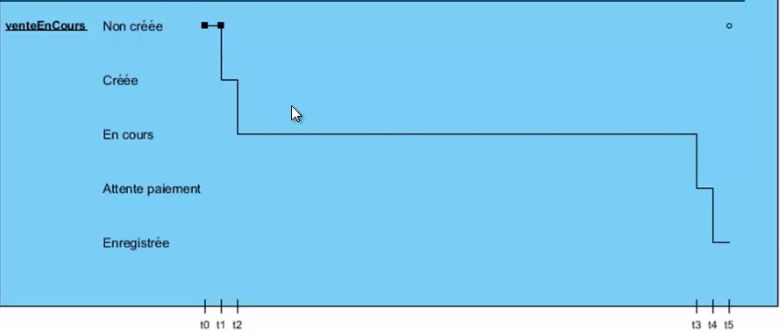 venteEnCours Non créée
Créée
En cours
Attente paiement
Enregistrée
t0 t1 t2 t3 t4 t5